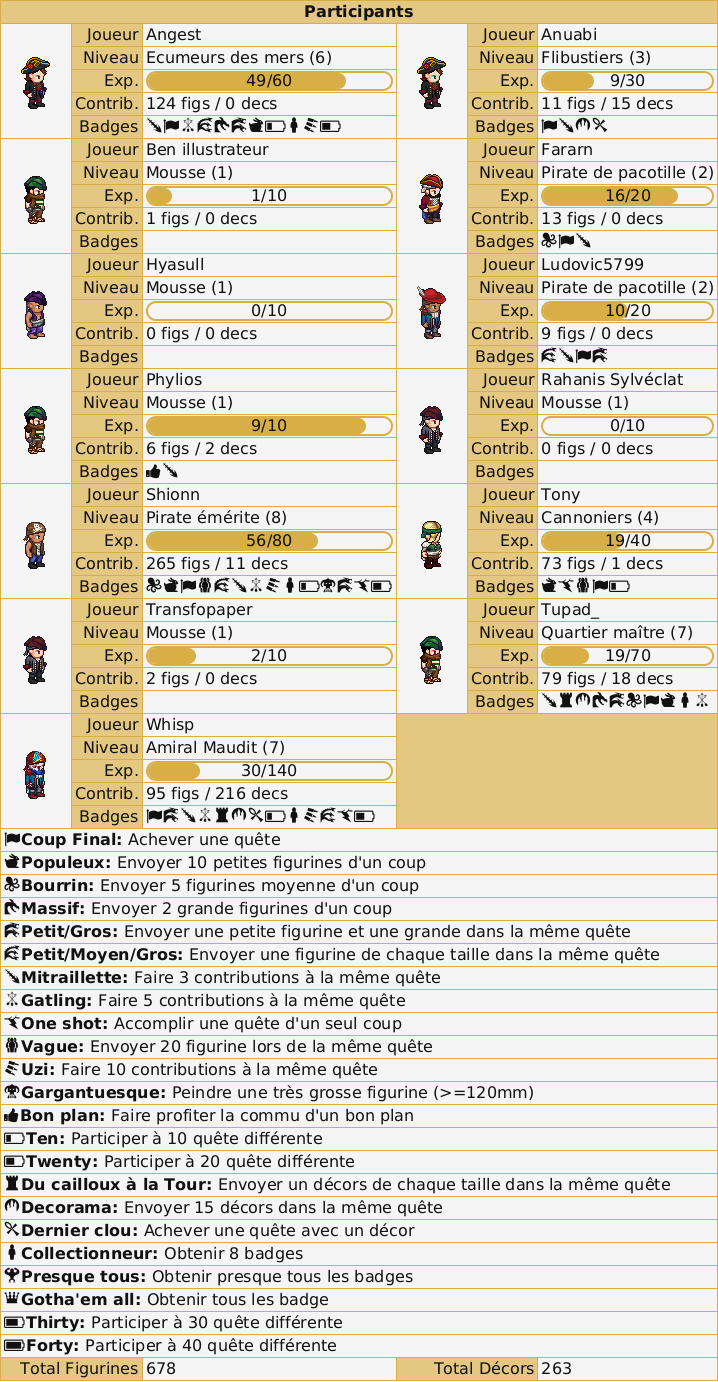 Participants
Joueur Angest
Niveau Ecumeurs des mers (6)
Exp. 49/60
Contrib. 124 figs / 0 decs
Badges
Joueur Anuabi
Niveau Flibustiers (3)
Exp. 9/30
Contrib. 11 figs / 15 decs
Badges
Joueur Ben illustrateur
Niveau Mousse (1)
Exp. 1/10
Contrib. 1 figs / 0 decs
Badges
Joueur Fararn
Niveau Pirate de pacotille (2)
Exp. 16/20
Contrib. 13 figs / 0 decs
Badges
Joueur Hyasull
Niveau Mousse (1)
Exp. 0/10
Contrib. 0 figs / 0 decs
Badges
Joueur Ludovic5799
Niveau Pirate de pacotille (2)
Exp. 10/20
Contrib. 9 figs / 0 decs
Badges
Joueur Phylios
Niveau Mousse (1)
Exp. 9/10
Contrib. 6 figs / 2 decs
Badges
Joueur Rahanis Sylvéclat
Niveau Mousse (1)
Exp. 0/10
Contrib. 0 figs / 0 decs
Badges
Joueur Shionn
Niveau Pirate émérite (8)
Exp. 56/80
Contrib. 265 figs / 11 decs
Badges
Joueur Tony
Niveau Cannoniers (4)
Exp. 19/40
Contrib. 73 figs / 1 decs
Badges
Joueur Transfopaper
Niveau Mousse (1)
Exp. 2/10
Contrib. 2 figs / 0 decs
Badges
Joueur Tupad_
Niveau Quartier maître (7)
Exp. 19/70
Contrib. 79 figs / 18 decs
Badges
Joueur Whisp
Niveau Amiral Maudit (7)
Exp. 30/140
Contrib. 95 figs / 216 decs
Badges
Coup Final: Achever une quête
Populeux: Envoyer 10 petites figurines d'un coup
Bourrin: Envoyer 5 figurines moyenne d'un coup
Massif: Envoyer 2 grande figurines d'un coup
Petit/Gros: Envoyer une petite figurine et une grande dans la même quête
Petit/Moyen/Gros: Envoyer une figurine de chaque taille dans la même quête
Mitraillette: Faire 3 contributions à la même quête
Gatling: Faire 5 contributions à la même quête
One shot: Accomplir une quête d'un seul coup
Vague: Envoyer 20 figurine lors de la même quête
Uzi: Faire 10 contributions à la même quête
Gargantuesque: Peindre une très grosse figurine (>=120mm)
Bon plan: Faire profiter la commu d'un bon plan
Ten: Participer à 10 quête différente
Twenty: Participer à 20 quête différente
Du cailloux à la Tour: Envoyer un décors de chaque taille dans la même quête
Decorama: Envoyer 15 décors dans la même quête
Dernier clou: Achever une quête avec un décor
Collectionneur: Obtenir 8 badges
Presque tous: Obtenir presque tous les badges
Gotha'em all: Obtenir tous les badge
Thirty: Participer à 30 quête différente
Forty: Participer à 40 quête différente
Total Figurines 678
Total Décors 263